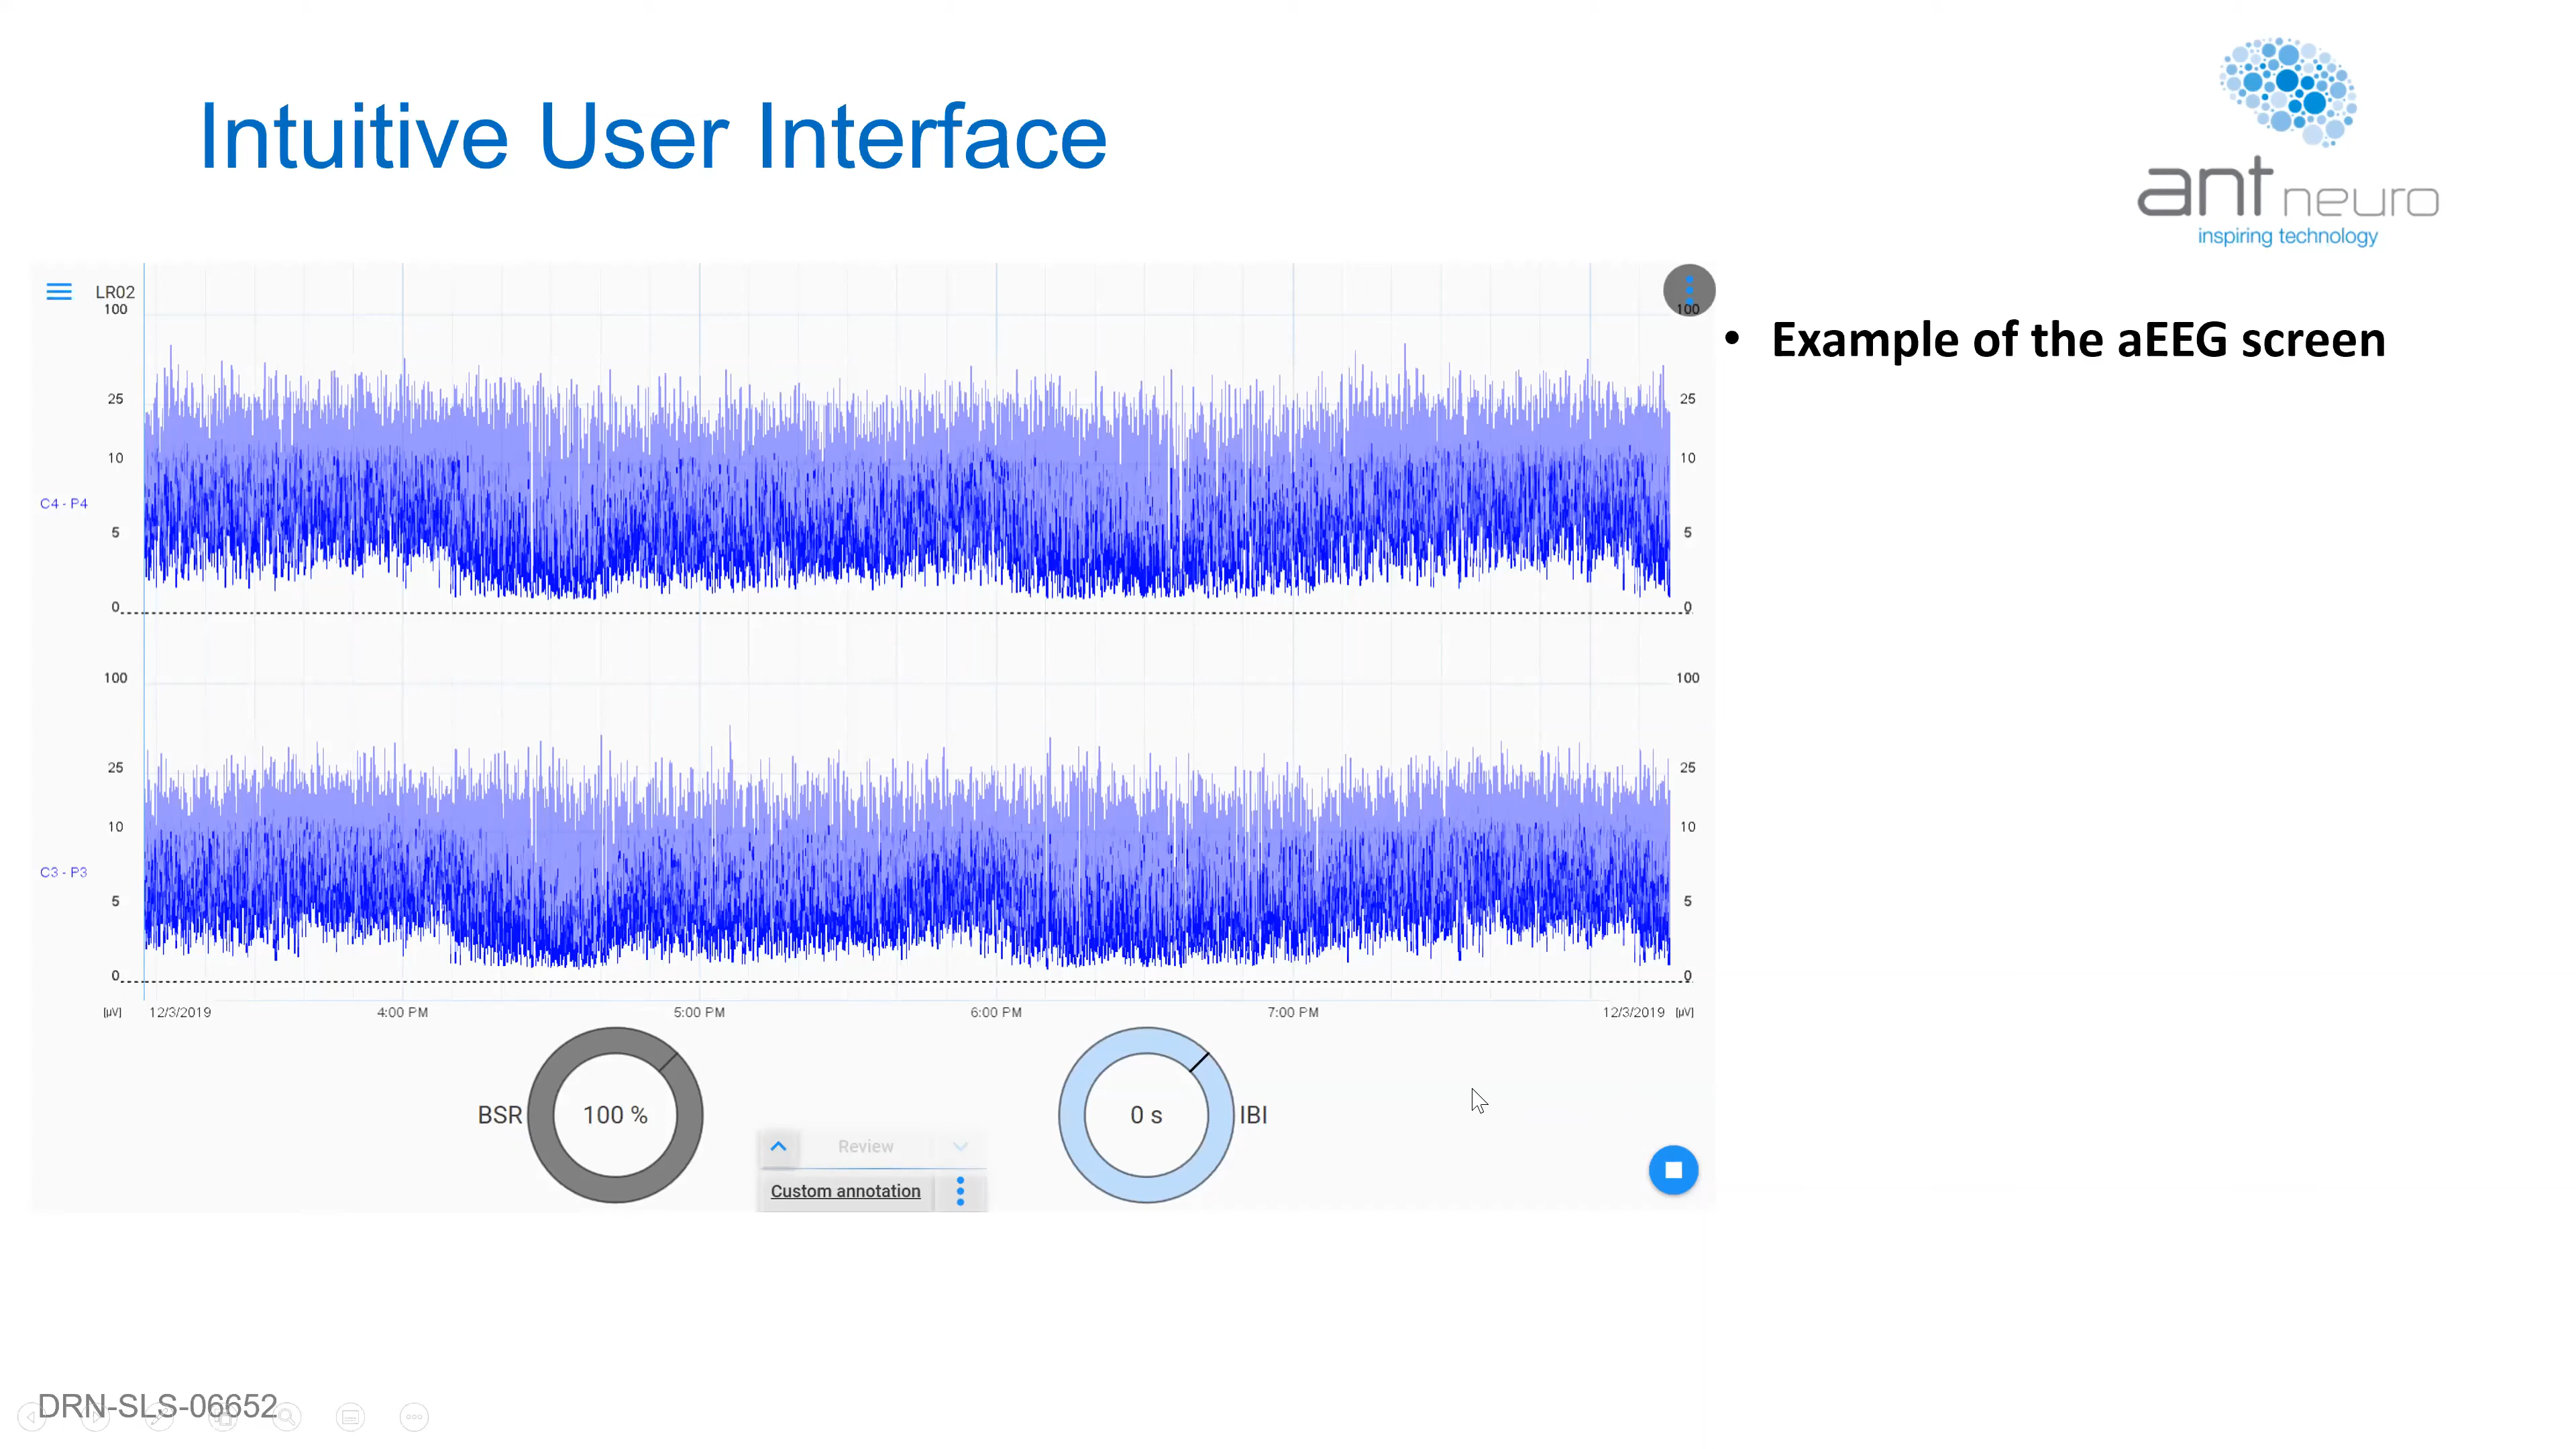 Intuitive User Interface
ant neuro
inspiring technology
LR02
100
100
25
25
10
10
C4 - P4
5
5
0
0
100
100
25
25
10
10
C3 - P3
5
5
0
0
[µV] 12/3/2019 4:00 PM 5:00 PM 6:00 PM 7:00 PM 12/3/2019 [µV]
BSR 100 %
0 s IBI
Review
Custom annotation
• Example of the aEEG screen
DRN-SLS-06652